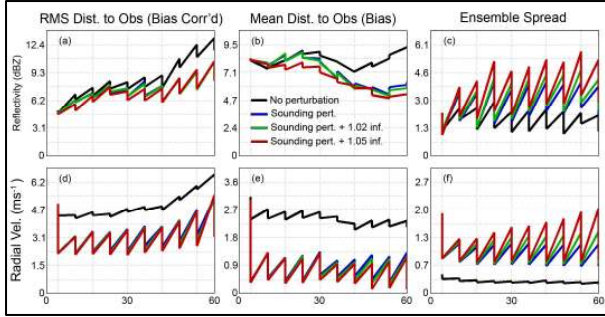 RMS Dist. to Obs (Bias Corr'd)
Mean Dist. to Obs (Bias)
Ensemble Spread
Reflectivity (dBZ)
12.4
9.3
6.2
3.1
0
(a)
9.5
7.7
4.7
2.4
0
(b)
No perturbation
Sounding pert.
Sounding pert. + 1.02 inf.
Sounding pert. + 1.05 inf.
6.1
4.4
3.0
1.3
0
(c)
Radial Vel. (ms⁻¹)
6.2
4.7
3.1
1.5
0
(d)
3.6
2.7
1.8
0.9
0
(e)
2.7
2.0
1.3
0.7
0
(f)
0
30
60
0
30
60
0
30
60